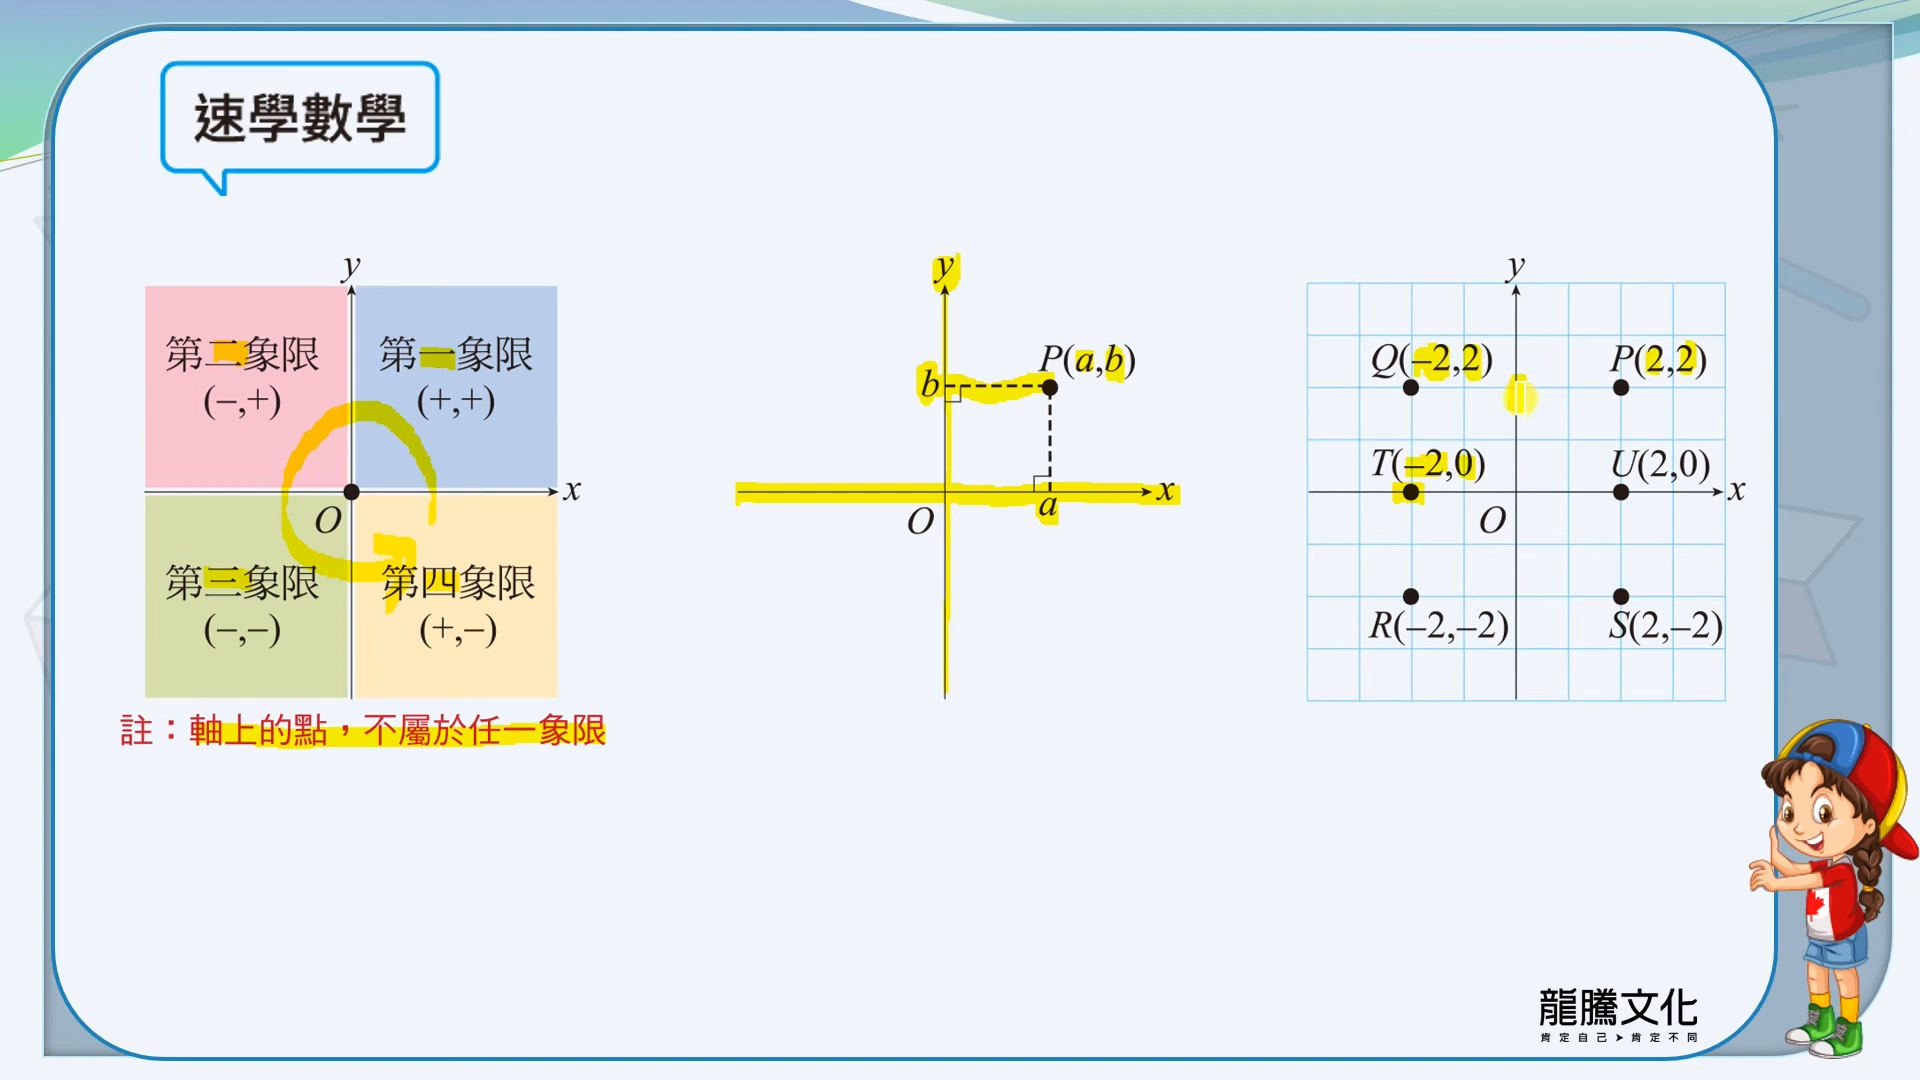 速學數學
y
第二象限
(–,+)
第一象限
(+,+)
x
O
第三象限
(–,–)
第四象限
(+,–)
註：軸上的點，不屬於任一象限
y
P(a,b)
b
x
a
O
y
Q(–2,2)
P(2,2)
T(–2,0)
U(2,0)
x
O
R(–2,–2)
S(2,–2)
龍騰文化
肯定自己➤肯定不同